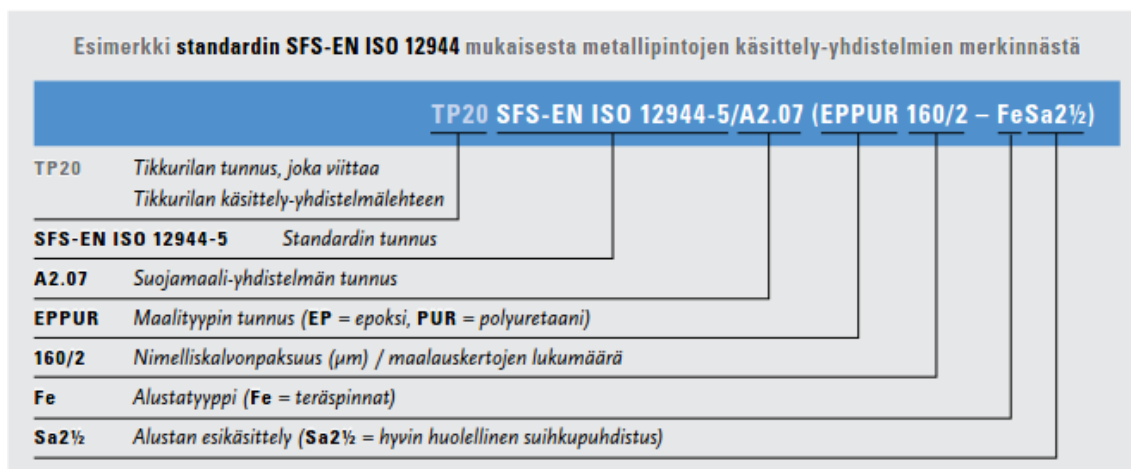 Esimerkki standardin SFS-EN ISO 12944 mukaisesta metallipintojen käsittely-yhdistelmien merkinnästä
TP20 SFS-EN ISO 12944-5/A2.07 (EPPUR 160/2 – FeSa2½)
TP20 Tikkurilan tunnus, joka viittaa
Tikkurilan käsittely-yhdistelmälehteen
SFS-EN ISO 12944-5 Standardin tunnus
A2.07 Suojamaali-yhdistelmän tunnus
EPPUR Maalityypin tunnus (EP = epoksi, PUR = polyuretaani)
160/2 Nimelliskalvonpaksuus (µm) / maalauskertojen lukumäärä
Fe Alustatyyppi (Fe = teräspinnat)
Sa2½ Alustan esikäsittely (Sa2½ = hyvin huolellinen suihkupuhdistus)